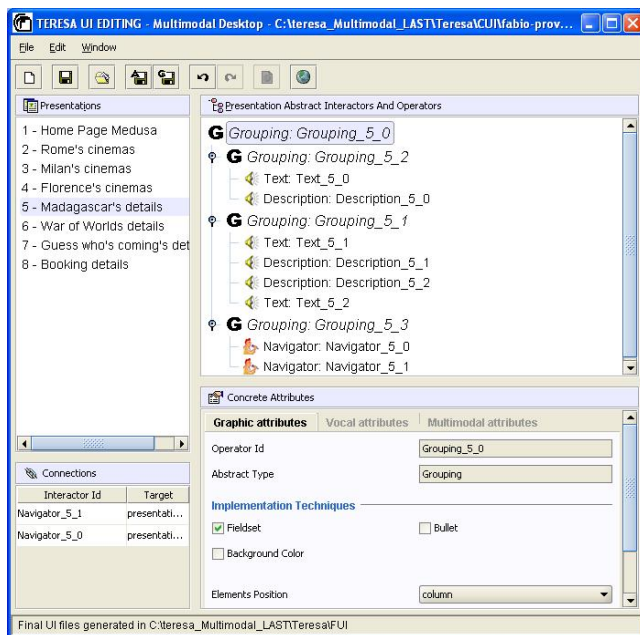 TERESA UI EDITING - Multimodal Desktop - C:\teresa_Multimodal_LAST\Teresa\CUI\fabio-prov...
File Edit Window
Presentations
1 - Home Page Medusa
2 - Rome's cinemas
3 - Milan's cinemas
4 - Florence's cinemas
5 - Madagascar's details
6 - War of Worlds details
7 - Guess who's coming's det
8 - Booking details
Presentation Abstract Interactors And Operators
G Grouping: Grouping_5_0
G Grouping: Grouping_5_2
Text: Text_5_0
Description: Description_5_0
G Grouping: Grouping_5_1
Text: Text_5_1
Description: Description_5_1
Description: Description_5_2
Text: Text_5_2
G Grouping: Grouping_5_3
Navigator: Navigator_5_0
Navigator: Navigator_5_1
Connections
Interactor Id Target
Navigator_5_1 presentati...
Navigator_5_0 presentati...
Concrete Attributes
Graphic attributes Vocal attributes Multimodal attributes
Operator Id Grouping_5_0
Abstract Type Grouping
Implementation Techniques
Fieldset Bullet
Background Color
Elements Position column
Final UI files generated in C:\teresa_Multimodal_LAST\Teresa\FUI